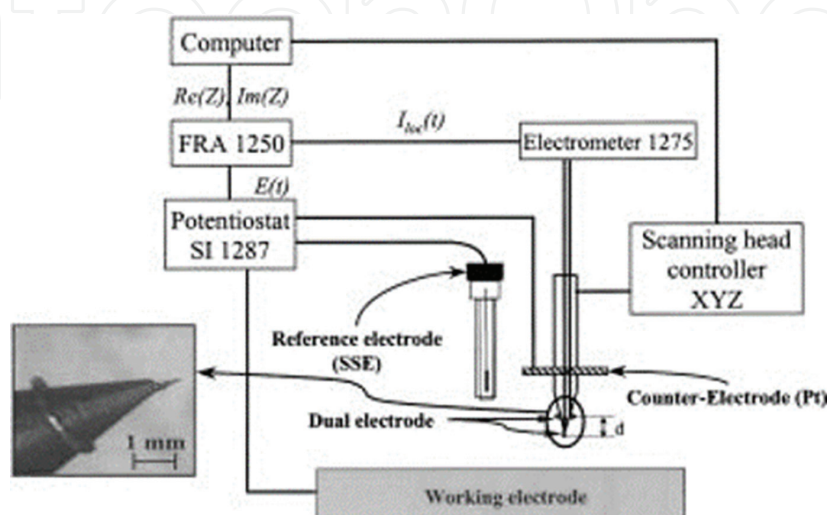 Computer
Re(Z), Im(Z)
I_loc(t)
FRA 1250
Electrometer 1275
E(t)
Potentiostat
SI 1287
Scanning head
controller
XYZ
Reference electrode
(SSE)
Counter-Electrode (Pt)
Dual electrode
d
1 mm
Working electrode